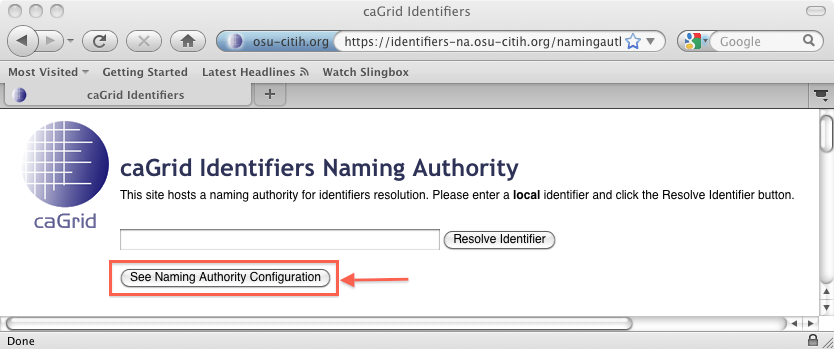 caGrid Identifiers
osu-citih.org https://identifiers-na.osu-citih.org/namingautl Google
Most Visited Getting Started Latest Headlines Watch Slingbox
caGrid Identifiers
caGrid Identifiers Naming Authority
This site hosts a naming authority for identifiers resolution. Please enter a local identifier and click the Resolve Identifier button.
caGrid
Resolve Identifier
See Naming Authority Configuration
Done